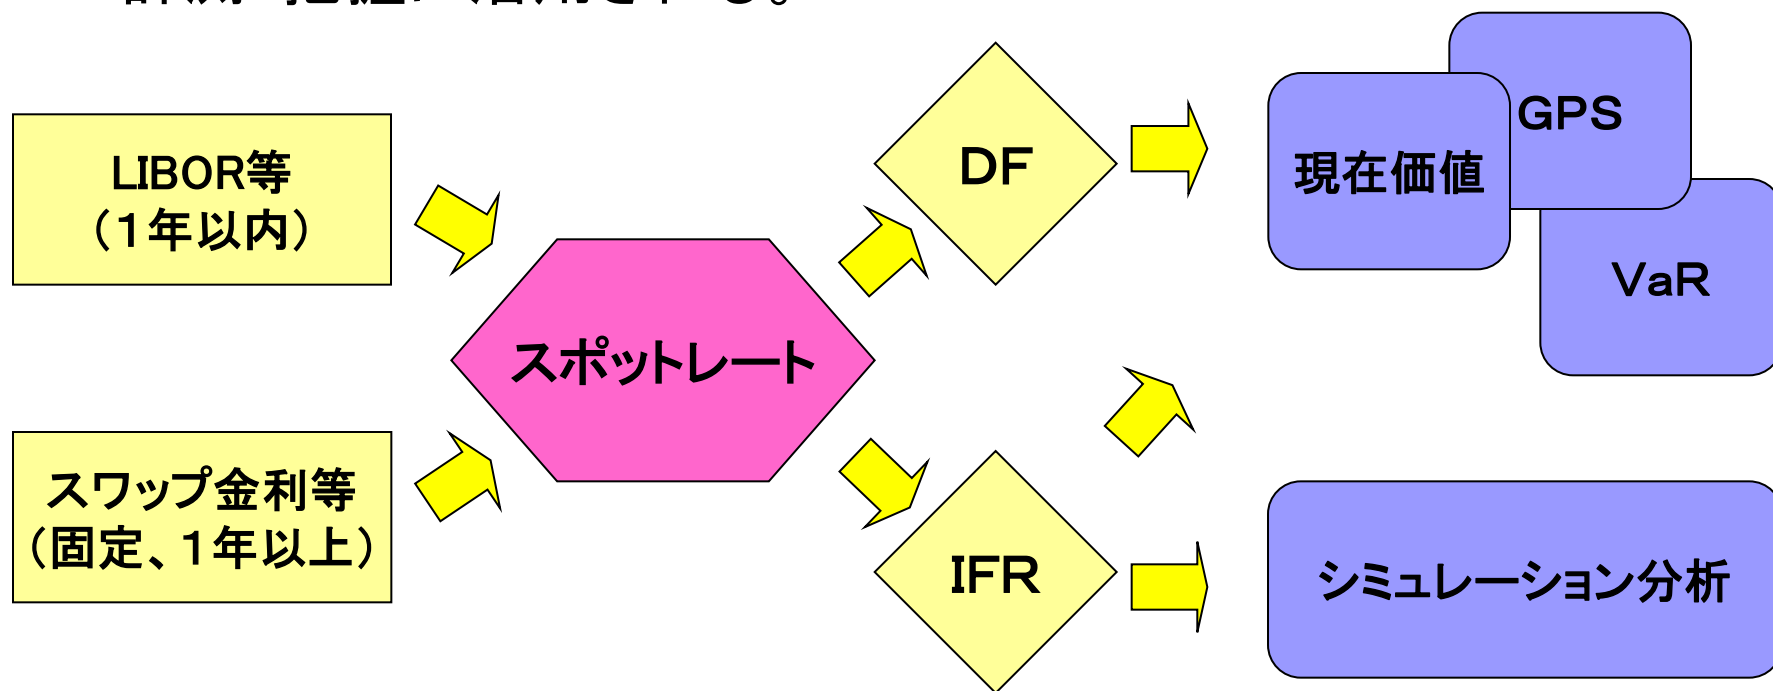 LIBOR等
（１年以内）
スワップ金利等
（固定、１年以上）
スポットレート
DF
IFR
現在価値
GPS
VaR
シミュレーション分析